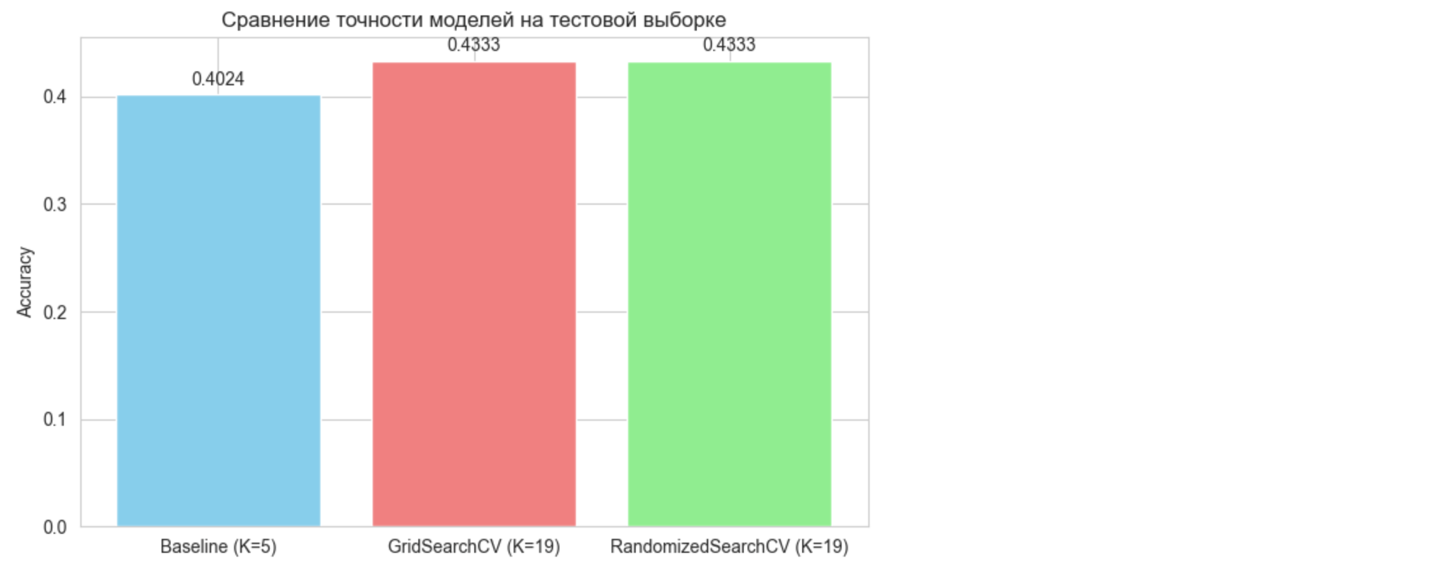 Сравнение точности моделей на тестовой выборке
0.4024
0.4333
0.4333
Accuracy
0.4
0.3
0.2
0.1
0.0
Baseline (K=5)
GridSearchCV (K=19)
RandomizedSearchCV (K=19)